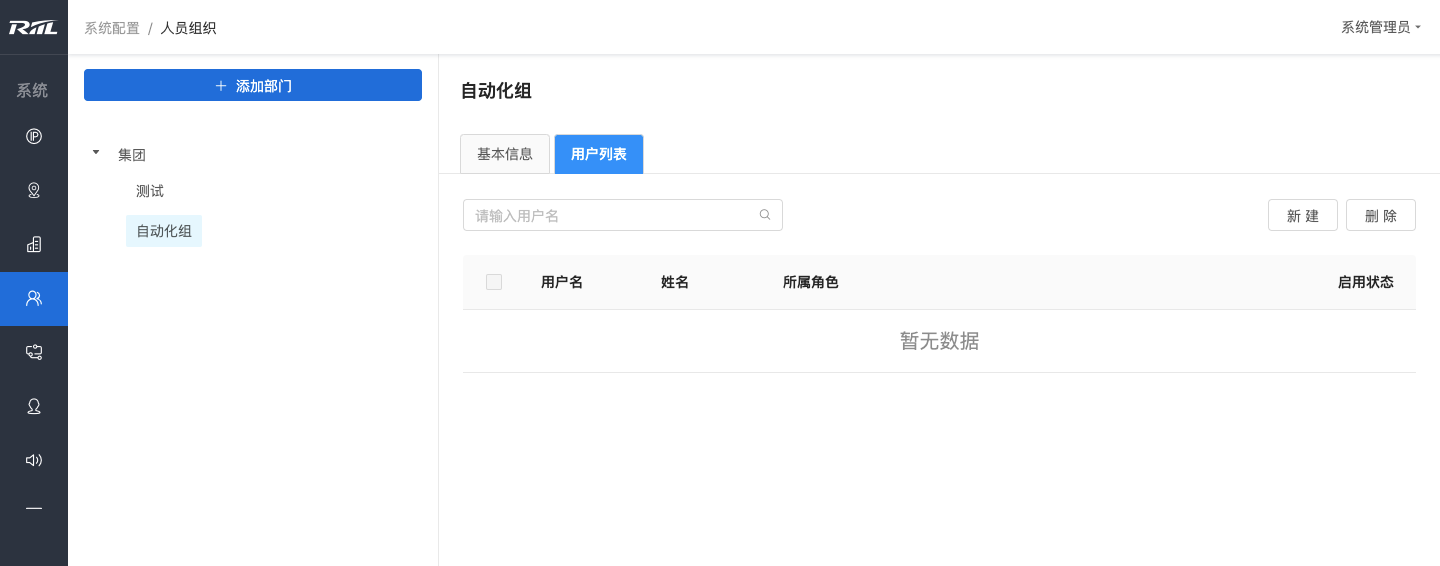 RIIL
系统配置 / 人员组织
系统管理员
系统
添加部门
集团
测试
自动化组
自动化组
基本信息
用户列表
请输入用户名
新 建
删 除
用户名
姓名
所属角色
启用状态
暂无数据